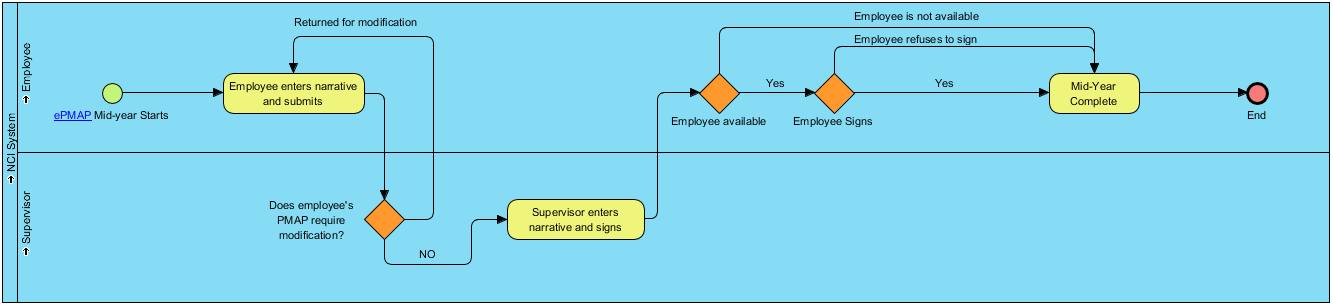 NCI System
Employee
Supervisor
ePMAP Mid-year Starts
Returned for modification
Employee enters narrative
and submits
Does employee's
PMAP require
modification?
NO
Supervisor enters
narrative and signs
Employee is not available
Employee refuses to sign
Employee available
Yes
Employee Signs
Yes
Mid-Year
Complete
End